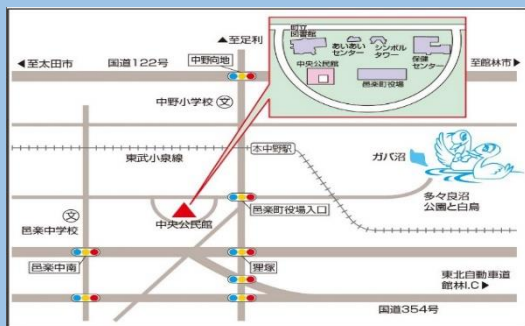 ▲至足利
◀至太田市
国道122号
中野向地
至館林市▶
町立
図書館
あいあい
センター
シンボル
タワー
保健
センター
中央公民館
邑楽町役場
中野小学校
文
東武小泉線
本中野駅
ガバ沼
多々良沼
公園と白鳥
文
邑楽中学校
中央公民館
邑楽町役場入口
邑楽中南
狸塚
東北自動車道
館林I.C▶
国道354号